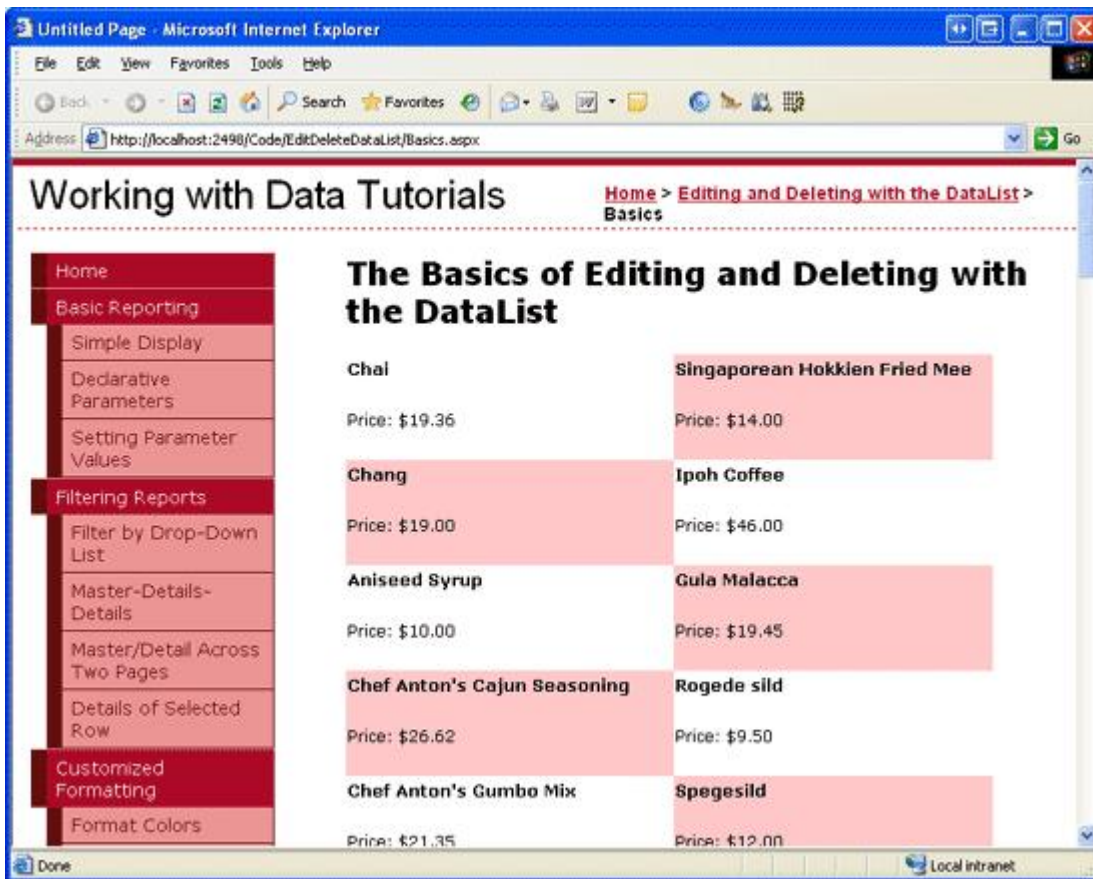 Untitled Page - Microsoft Internet Explorer
File Edit View Favorites Tools Help
Back Search Favorites
Address http://localhost:2498/Code/EditDeleteDataList/Basics.aspx Go
Working with Data Tutorials
Home > Editing and Deleting with the DataList >
Basics
Home
Basic Reporting
Simple Display
Declarative
Parameters
Setting Parameter
Values
Filtering Reports
Filter by Drop-Down
List
Master-Details-
Details
Master/Detail Across
Two Pages
Details of Selected
Row
Customized
Formatting
Format Colors
The Basics of Editing and Deleting with
the DataList
Chai
Price: $19.36
Singaporean Hokkien Fried Mee
Price: $14.00
Chang
Price: $19.00
Ipoh Coffee
Price: $46.00
Aniseed Syrup
Price: $10.00
Gula Malacca
Price: $19.45
Chef Anton's Cajun Seasoning
Price: $26.62
Rogede sild
Price: $9.50
Chef Anton's Gumbo Mix
Price: $21.35
Spegesild
Price: $12.00
Done
Local intranet